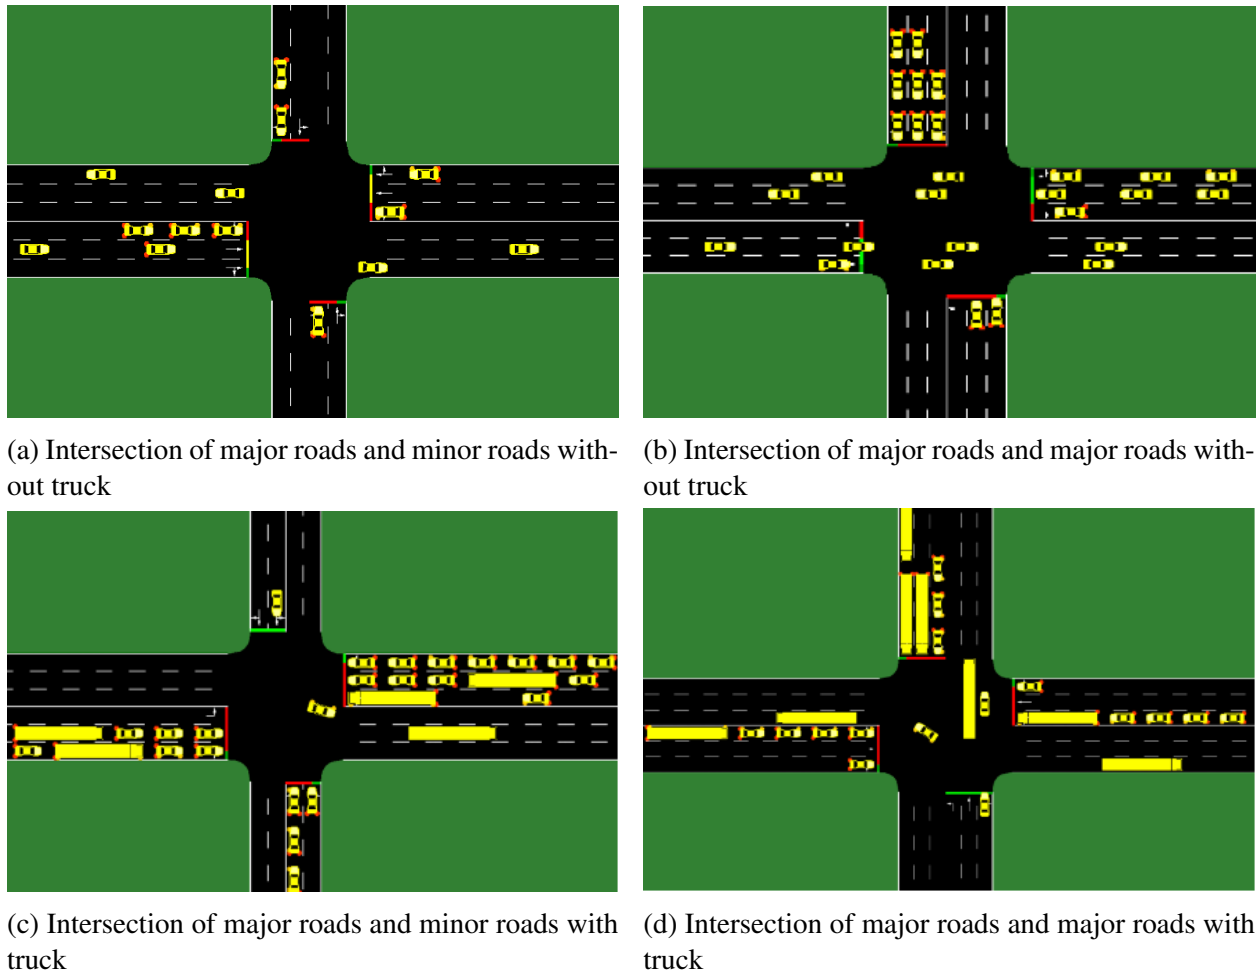 (a) Intersection of major roads and minor roads with-
out truck
(b) Intersection of major roads and major roads with-
out truck
(c) Intersection of major roads and minor roads with
truck
(d) Intersection of major roads and major roads with
truck